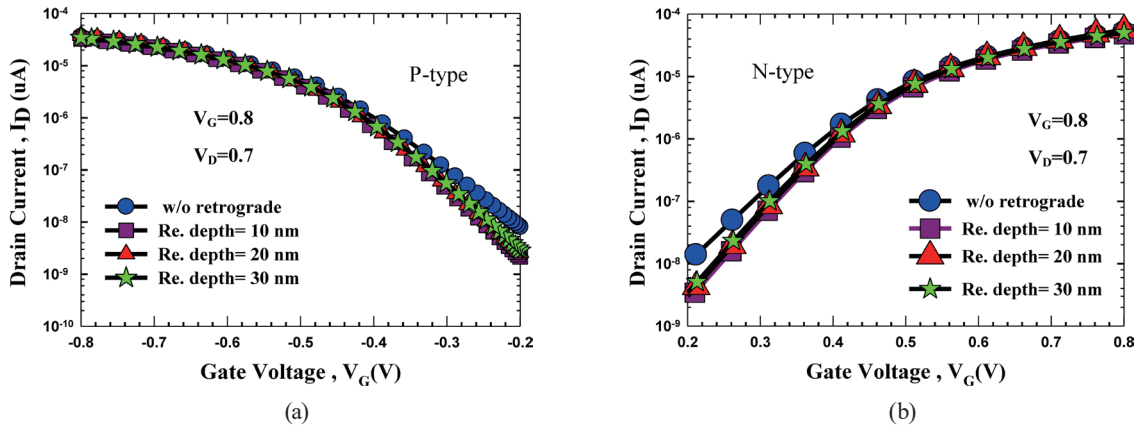 10⁻⁴
10⁻⁵
10⁻⁶
10⁻⁷
10⁻⁸
10⁻⁹
10⁻¹⁰
Drain Current , I_D (uA)
P-type
V_G=0.8
V_D=0.7
w/o retrograde
Re. depth= 10 nm
Re. depth= 20 nm
Re. depth= 30 nm
-0.8 -0.7 -0.6 -0.5 -0.4 -0.3 -0.2
Gate Voltage , V_G(V)
(a)
10⁻⁴
10⁻⁵
10⁻⁶
10⁻⁷
10⁻⁸
10⁻⁹
Drain Current , I_D (uA)
N-type
V_G=0.8
V_D=0.7
w/o retrograde
Re. depth= 10 nm
Re. depth= 20 nm
Re. depth= 30 nm
0.2 0.3 0.4 0.5 0.6 0.7 0.8
Gate Voltage , V_G(V)
(b)